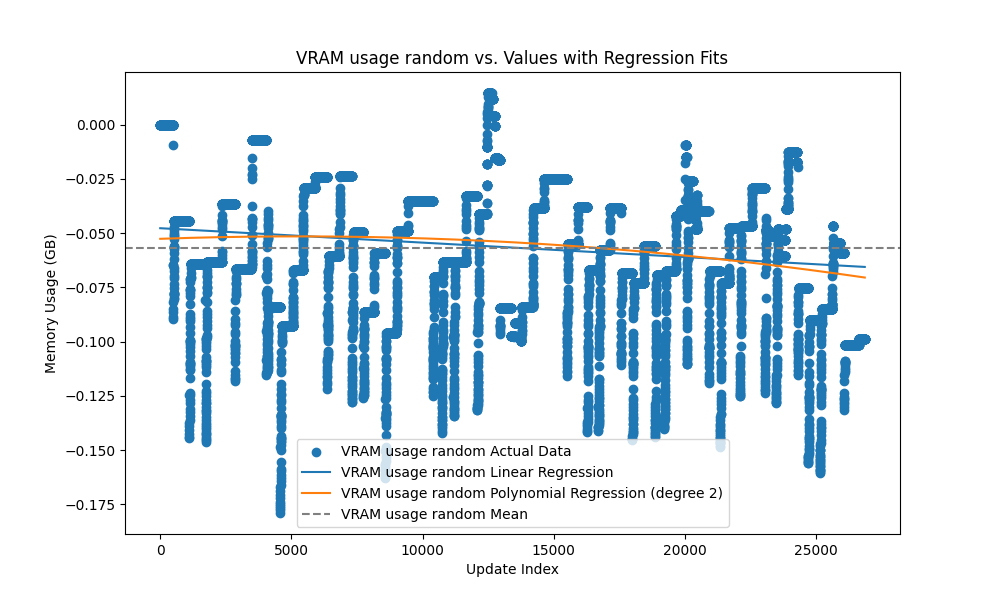 VRAM usage random vs. Values with Regression Fits
0.000
−0.025
−0.050
−0.075
−0.100
−0.125
−0.150
−0.175
Memory Usage (GB)
VRAM usage random Actual Data
VRAM usage random Linear Regression
VRAM usage random Polynomial Regression (degree 2)
VRAM usage random Mean
0 5000 10000 15000 20000 25000
Update Index